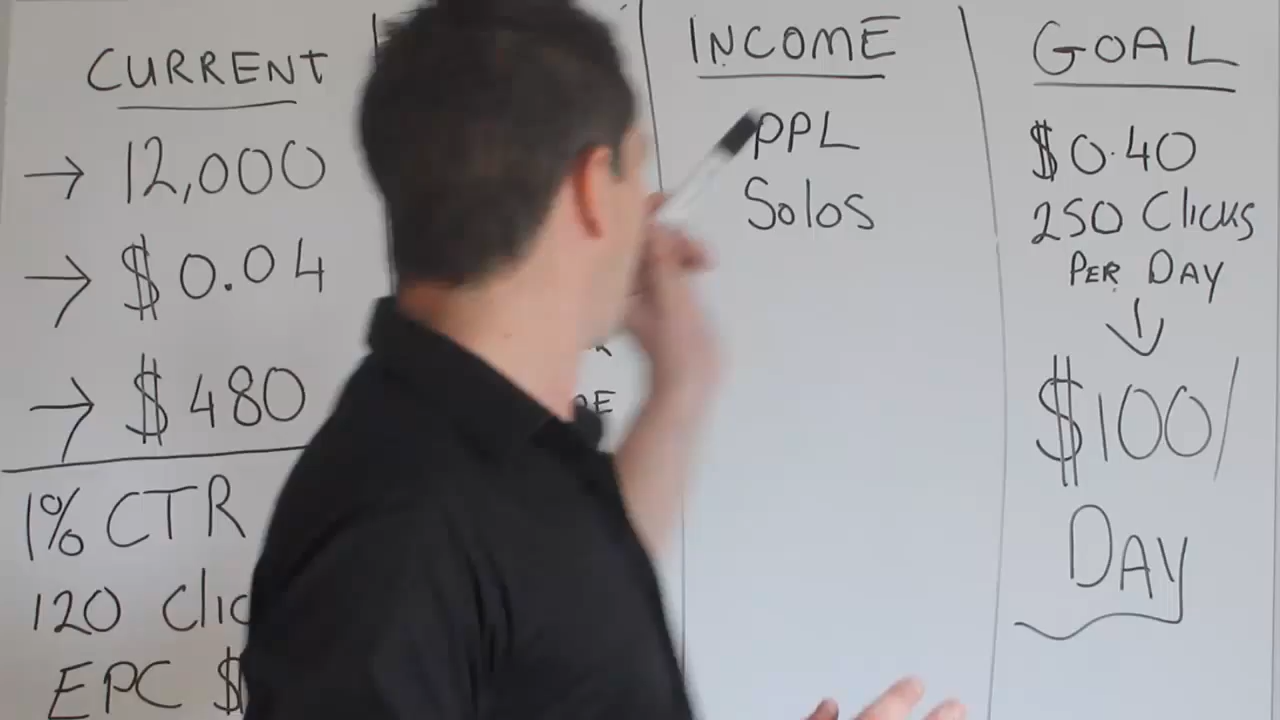 CURRENT
→ 12,000
→ $0.04
→ $480
1% CTR
120 Clic
EPC $
INCOME
PPL
Solos
GOAL
$0.40
250 Clicks
PER DAY
↓
$100/
DAY